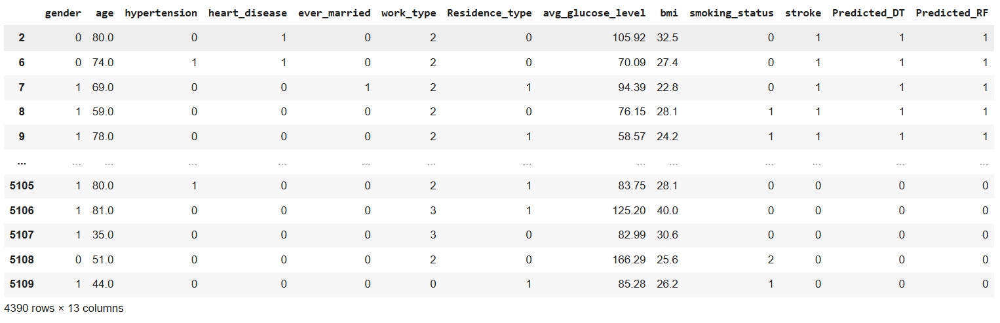 gender age hypertension heart_disease ever_married work_type Residence_type avg_glucose_level bmi smoking_status stroke Predicted_DT Predicted_RF
2 0 80.0 0 1 0 2 0 105.92 32.5 0 1 1 1
6 0 74.0 1 1 0 2 0 70.09 27.4 0 1 1 1
7 1 69.0 0 0 1 2 1 94.39 22.8 0 1 1 1
8 1 59.0 0 0 0 2 0 76.15 28.1 1 1 1 1
9 1 78.0 0 0 0 2 1 58.57 24.2 1 1 1 1
... ... ... ... ... ... ... ... ... ... ... ... ... ...
5105 1 80.0 1 0 0 2 1 83.75 28.1 0 0 0 0
5106 1 81.0 0 0 0 3 1 125.20 40.0 0 0 0 0
5107 1 35.0 0 0 0 3 0 82.99 30.6 0 0 0 0
5108 0 51.0 0 0 0 2 0 166.29 25.6 2 0 0 0
5109 1 44.0 0 0 0 0 1 85.28 26.2 1 0 0 0
4390 rows × 13 columns